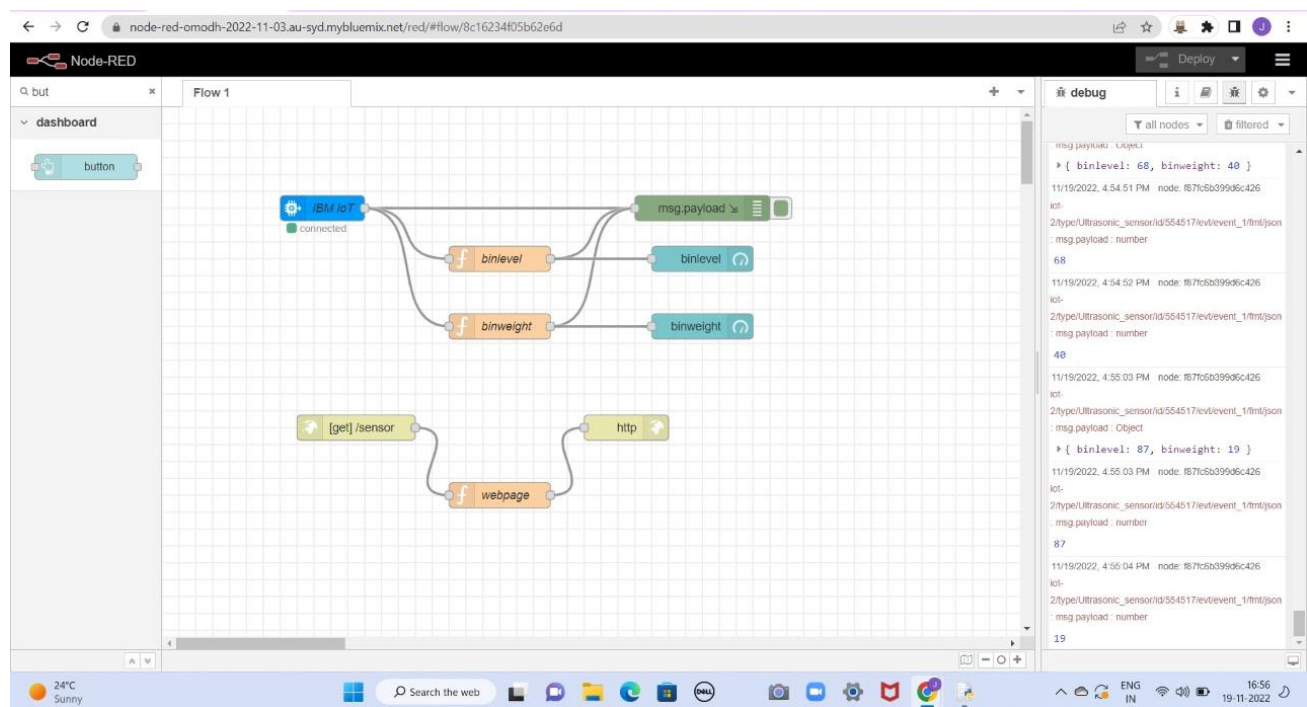 node-red-omodh-2022-11-03.au-syd.mybluemix.net/red/#flow/8c16234f05b62e6d
J
Node-RED
Deploy
but
Flow 1
debug
dashboard
all nodes
filtered
button
IBM IoT
connected
msg.payload
binlevel
binlevel
binweight
binweight
[get] /sensor
http
webpage
: msg.payload : Object
{ binlevel: 68, binweight: 40 }
11/19/2022, 4:54:51 PM node: f87fc6b399d6c426
iot-
2/type/Ultrasonic_sensor/id/554517/evt/event_1/fmt/json
: msg.payload : number
68
11/19/2022, 4:54:52 PM node: f87fc6b399d6c426
iot-
2/type/Ultrasonic_sensor/id/554517/evt/event_1/fmt/json
: msg.payload : number
40
11/19/2022, 4:55:03 PM node: f87fc6b399d6c426
iot-
2/type/Ultrasonic_sensor/id/554517/evt/event_1/fmt/json
: msg.payload : Object
{ binlevel: 87, binweight: 19 }
11/19/2022, 4:55:03 PM node: f87fc6b399d6c426
iot-
2/type/Ultrasonic_sensor/id/554517/evt/event_1/fmt/json
: msg.payload : number
87
11/19/2022, 4:55:04 PM node: f87fc6b399d6c426
iot-
2/type/Ultrasonic_sensor/id/554517/evt/event_1/fmt/json
: msg.payload : number
19
24°C
Sunny
Search the web
DELL
ENG
IN
16:56
19-11-2022